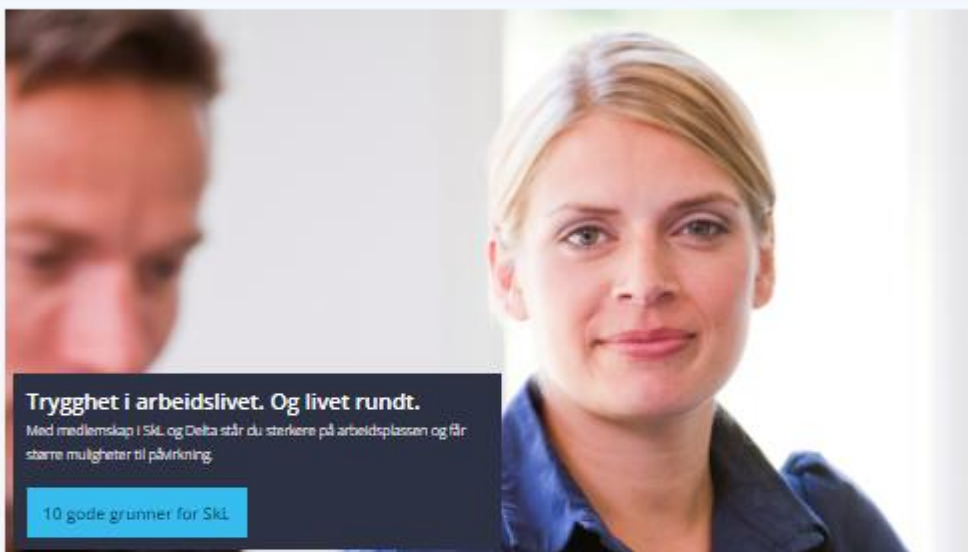 Trygghet i arbeidslivet. Og livet rundt.
Med medlemskap i SkL og Delta står du sterkere på arbeidsplassen og får
større muligheter til påvirkning.
10 gode grunner for SkL